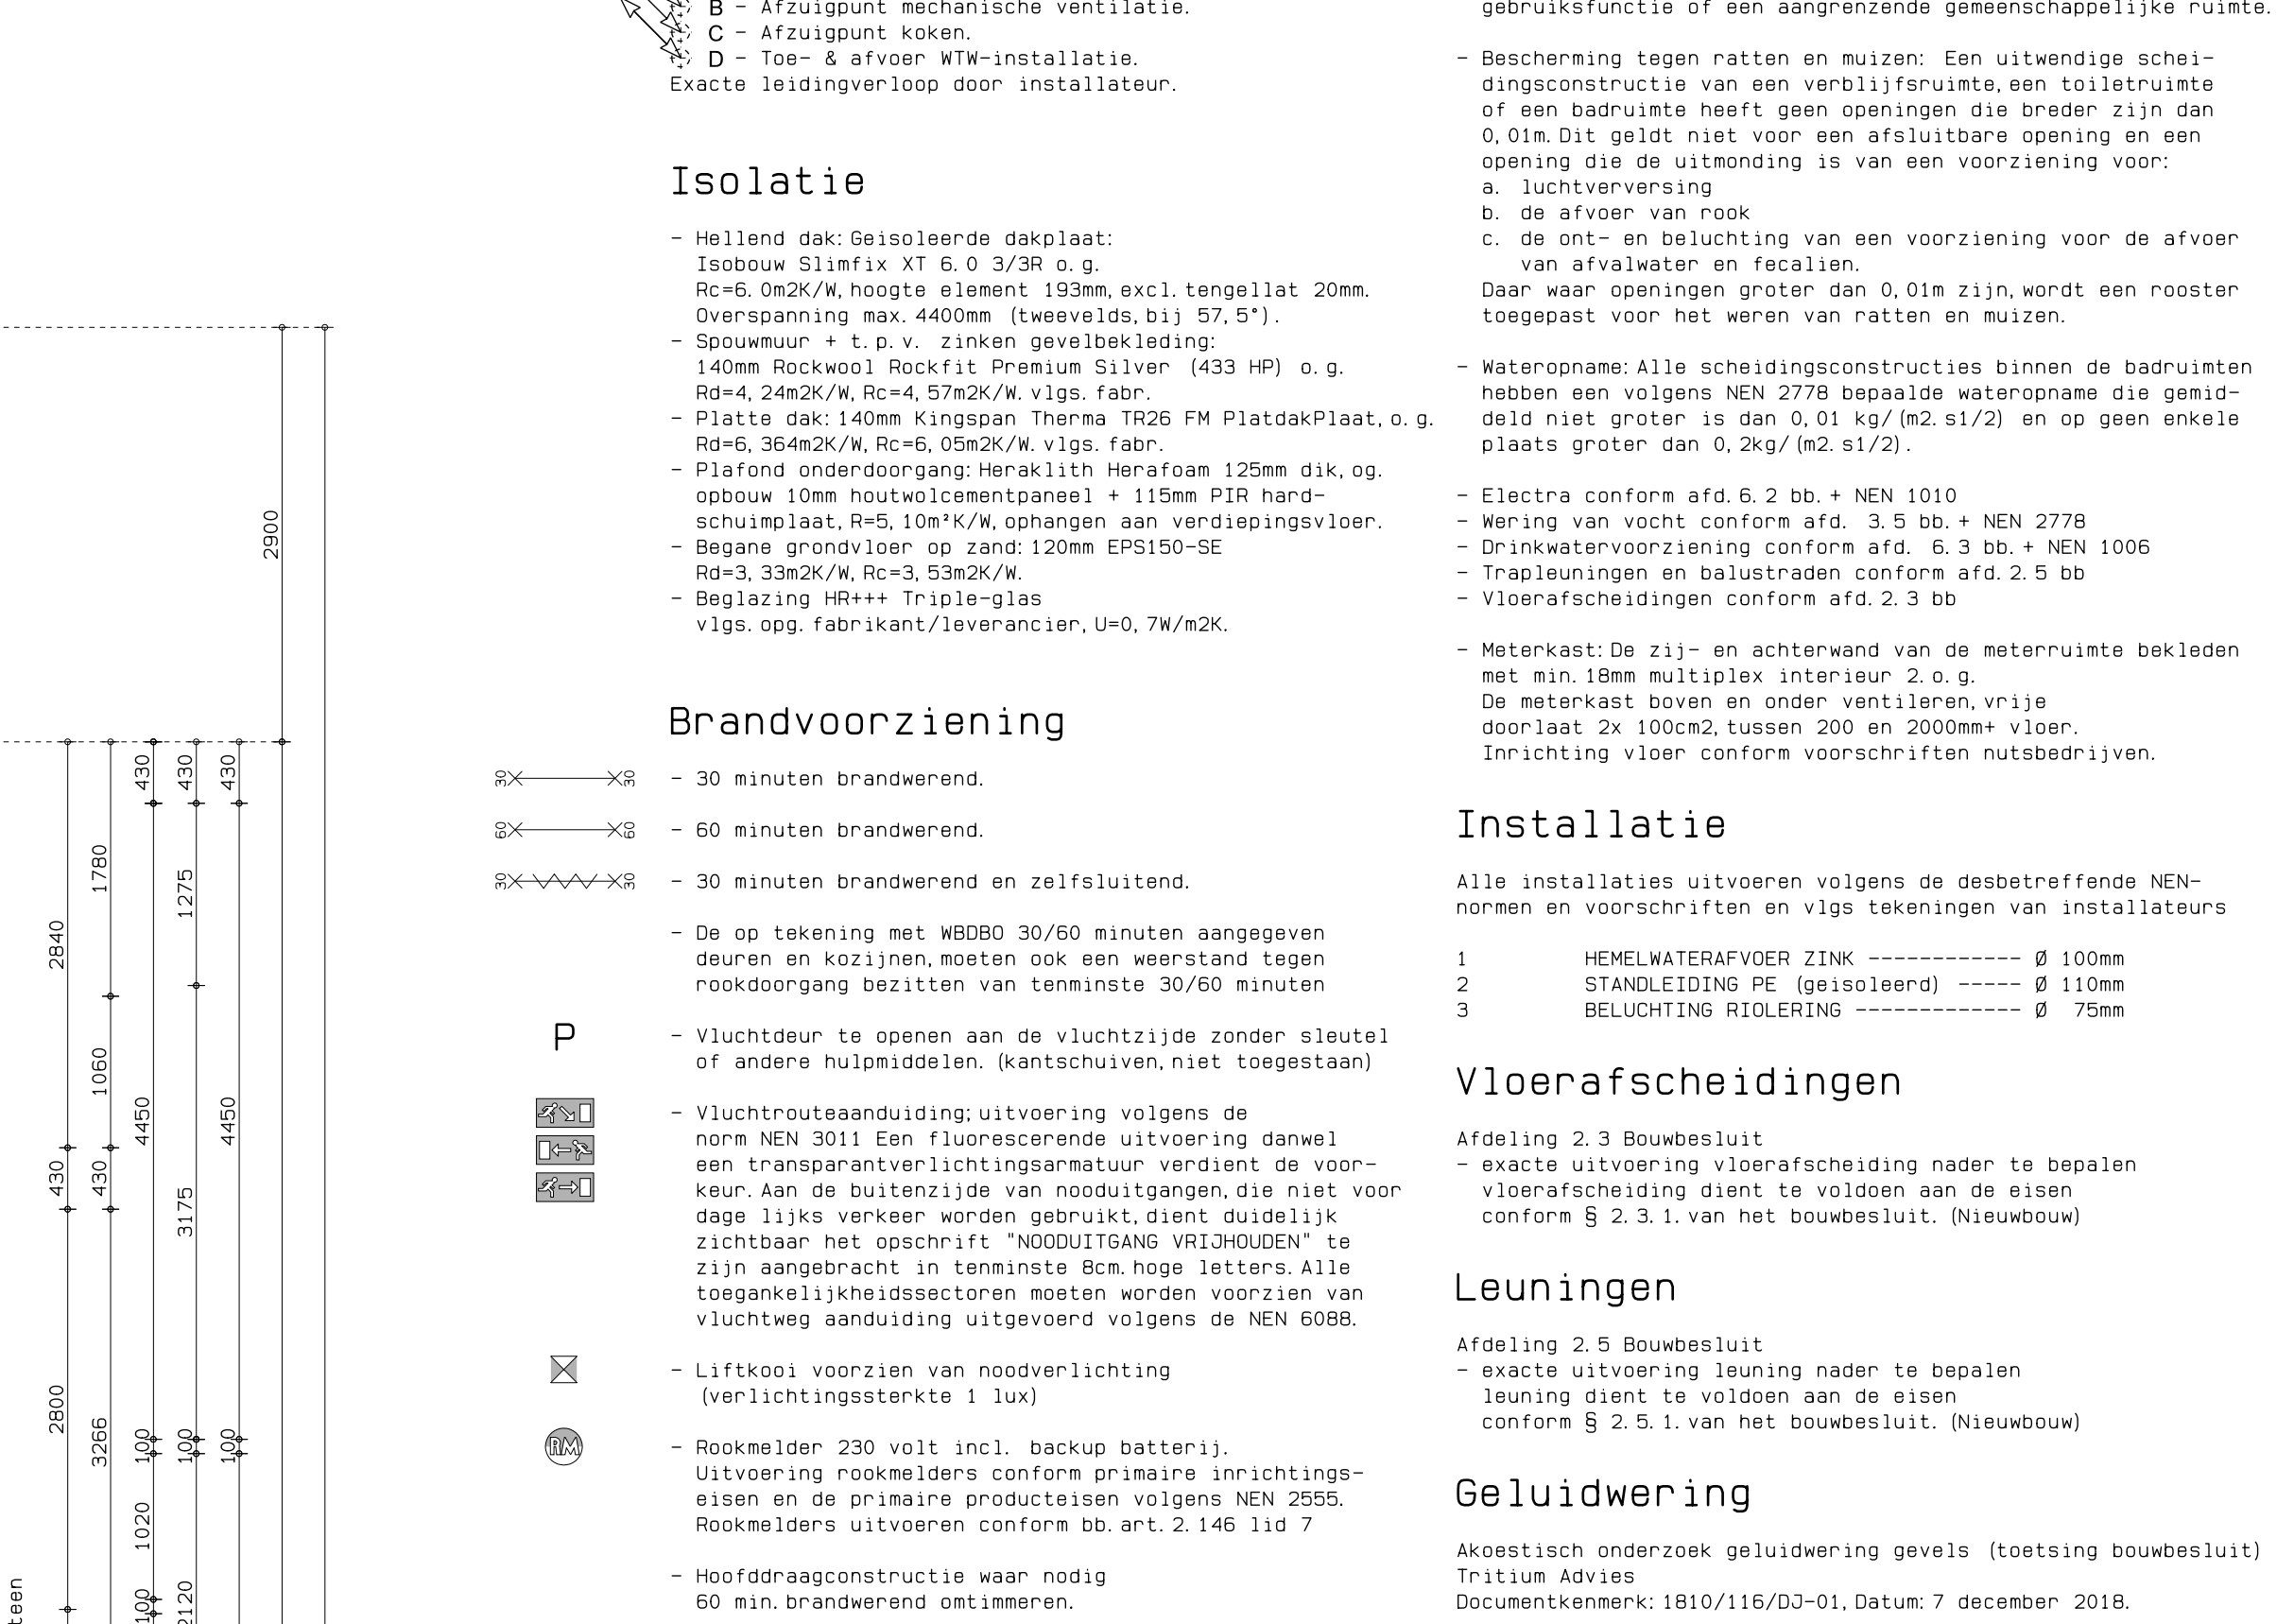 B - Afzuigpunt mechanische ventilatie.
C - Afzuigpunt koken.
D - Toe- & afvoer WTW-installatie.
Exacte leidingverloop door installateur.
Isolatie
- Hellend dak: Geisoleerde dakplaat:
Isobouw Slimfix XT 6.0 3/3R o.g.
Rc=6.0m2K/W, hoogte element 193mm, excl. tengellat 20mm.
Overspanning max. 4400mm (tweevelds, bij 57,5°).
- Spouwmuur + t.p.v. zinken gevelbekleding:
140mm Rockwool Rockfit Premium Silver (433 HP) o.g.
Rd=4,24m2K/W, Rc=4,57m2K/W. vlgs. fabr.
- Platte dak: 140mm Kingspan Therma TR26 FM PlatdakPlaat, o.g.
Rd=6,364m2K/W, Rc=6,05m2K/W. vlgs. fabr.
- Plafond onderdoorgang: Heraklith Herafoam 125mm dik, og.
opbouw 10mm houtwolcementpaneel + 115mm PIR hard-
schuimplaat, R=5,10m²K/W, ophangen aan verdiepingsvloer.
- Begane grondvloer op zand: 120mm EPS150-SE
Rd=3,33m2K/W, Rc=3,53m2K/W.
- Beglazing HR+++ Triple-glas
vlgs. opg. fabrikant/leverancier, U=0,7W/m2K.
Brandvoorziening
30 30 - 30 minuten brandwerend.
60 60 - 60 minuten brandwerend.
30 30 - 30 minuten brandwerend en zelfsluitend.
- De op tekening met WBDBO 30/60 minuten aangegeven
deuren en kozijnen, moeten ook een weerstand tegen
rookdoorgang bezitten van tenminste 30/60 minuten
P - Vluchtdeur te openen aan de vluchtzijde zonder sleutel
of andere hulpmiddelen. (kantschuiven, niet toegestaan)
- Vluchtrouteaanduiding; uitvoering volgens de
norm NEN 3011 Een fluorescerende uitvoering danwel
een transparantverlichtingsarmatuur verdient de voor-
keur. Aan de buitenzijde van nooduitgangen, die niet voor
dage lijks verkeer worden gebruikt, dient duidelijk
zichtbaar het opschrift "NOODUITGANG VRIJHOUDEN" te
zijn aangebracht in tenminste 8cm. hoge letters. Alle
toegankelijkheidssectoren moeten worden voorzien van
vluchtweg aanduiding uitgevoerd volgens de NEN 6088.
- Liftkooi voorzien van noodverlichting
(verlichtingssterkte 1 lux)
RM - Rookmelder 230 volt incl. backup batterij.
Uitvoering rookmelders conform primaire inrichtings-
eisen en de primaire producteisen volgens NEN 2555.
Rookmelders uitvoeren conform bb. art. 2.146 lid 7
- Hoofddraagconstructie waar nodig
60 min. brandwerend omtimmeren.
gebruiksfunctie of een aangrenzende gemeenschappelijke ruimte.
- Bescherming tegen ratten en muizen: Een uitwendige schei-
dingsconstructie van een verblijfsruimte, een toiletruimte
of een badruimte heeft geen openingen die breder zijn dan
0,01m. Dit geldt niet voor een afsluitbare opening en een
opening die de uitmonding is van een voorziening voor:
a. luchtverversing
b. de afvoer van rook
c. de ont- en beluchting van een voorziening voor de afvoer
van afvalwater en fecalien.
Daar waar openingen groter dan 0,01m zijn, wordt een rooster
toegepast voor het weren van ratten en muizen.
- Wateropname: Alle scheidingsconstructies binnen de badruimten
hebben een volgens NEN 2778 bepaalde wateropname die gemid-
deld niet groter is dan 0,01 kg/(m2.s1/2) en op geen enkele
plaats groter dan 0,2kg/(m2.s1/2).
- Electra conform afd. 6.2 bb. + NEN 1010
- Wering van vocht conform afd. 3.5 bb. + NEN 2778
- Drinkwatervoorziening conform afd. 6.3 bb. + NEN 1006
- Trapleuningen en balustraden conform afd. 2.5 bb
- Vloerafscheidingen conform afd. 2.3 bb
- Meterkast: De zij- en achterwand van de meterruimte bekleden
met min. 18mm multiplex interieur 2. o.g.
De meterkast boven en onder ventileren, vrije
doorlaat 2x 100cm2, tussen 200 en 2000mm+ vloer.
Inrichting vloer conform voorschriften nutsbedrijven.
Installatie
Alle installaties uitvoeren volgens de desbetreffende NEN-
normen en voorschriften en vlgs tekeningen van installateurs
1 HEMELWATERAFVOER ZINK ------------ Ø 100mm
2 STANDLEIDING PE (geisoleerd) ----- Ø 110mm
3 BELUCHTING RIOLERING ------------- Ø 75mm
Vloerafscheidingen
Afdeling 2.3 Bouwbesluit
- exacte uitvoering vloerafscheiding nader te bepalen
vloerafscheiding dient te voldoen aan de eisen
conform § 2.3.1. van het bouwbesluit. (Nieuwbouw)
Leuningen
Afdeling 2.5 Bouwbesluit
- exacte uitvoering leuning nader te bepalen
leuning dient te voldoen aan de eisen
conform § 2.5.1. van het bouwbesluit. (Nieuwbouw)
Geluidwering
Akoestisch onderzoek geluidwering gevels (toetsing bouwbesluit)
Tritium Advies
Documentkenmerk: 1810/116/DJ-01, Datum: 7 december 2018.
2900
430 430 430
1780
1275
2840
1060
4450
4450
430
430
3175
2800
3266
100 100 100
1020
100
2120
teen